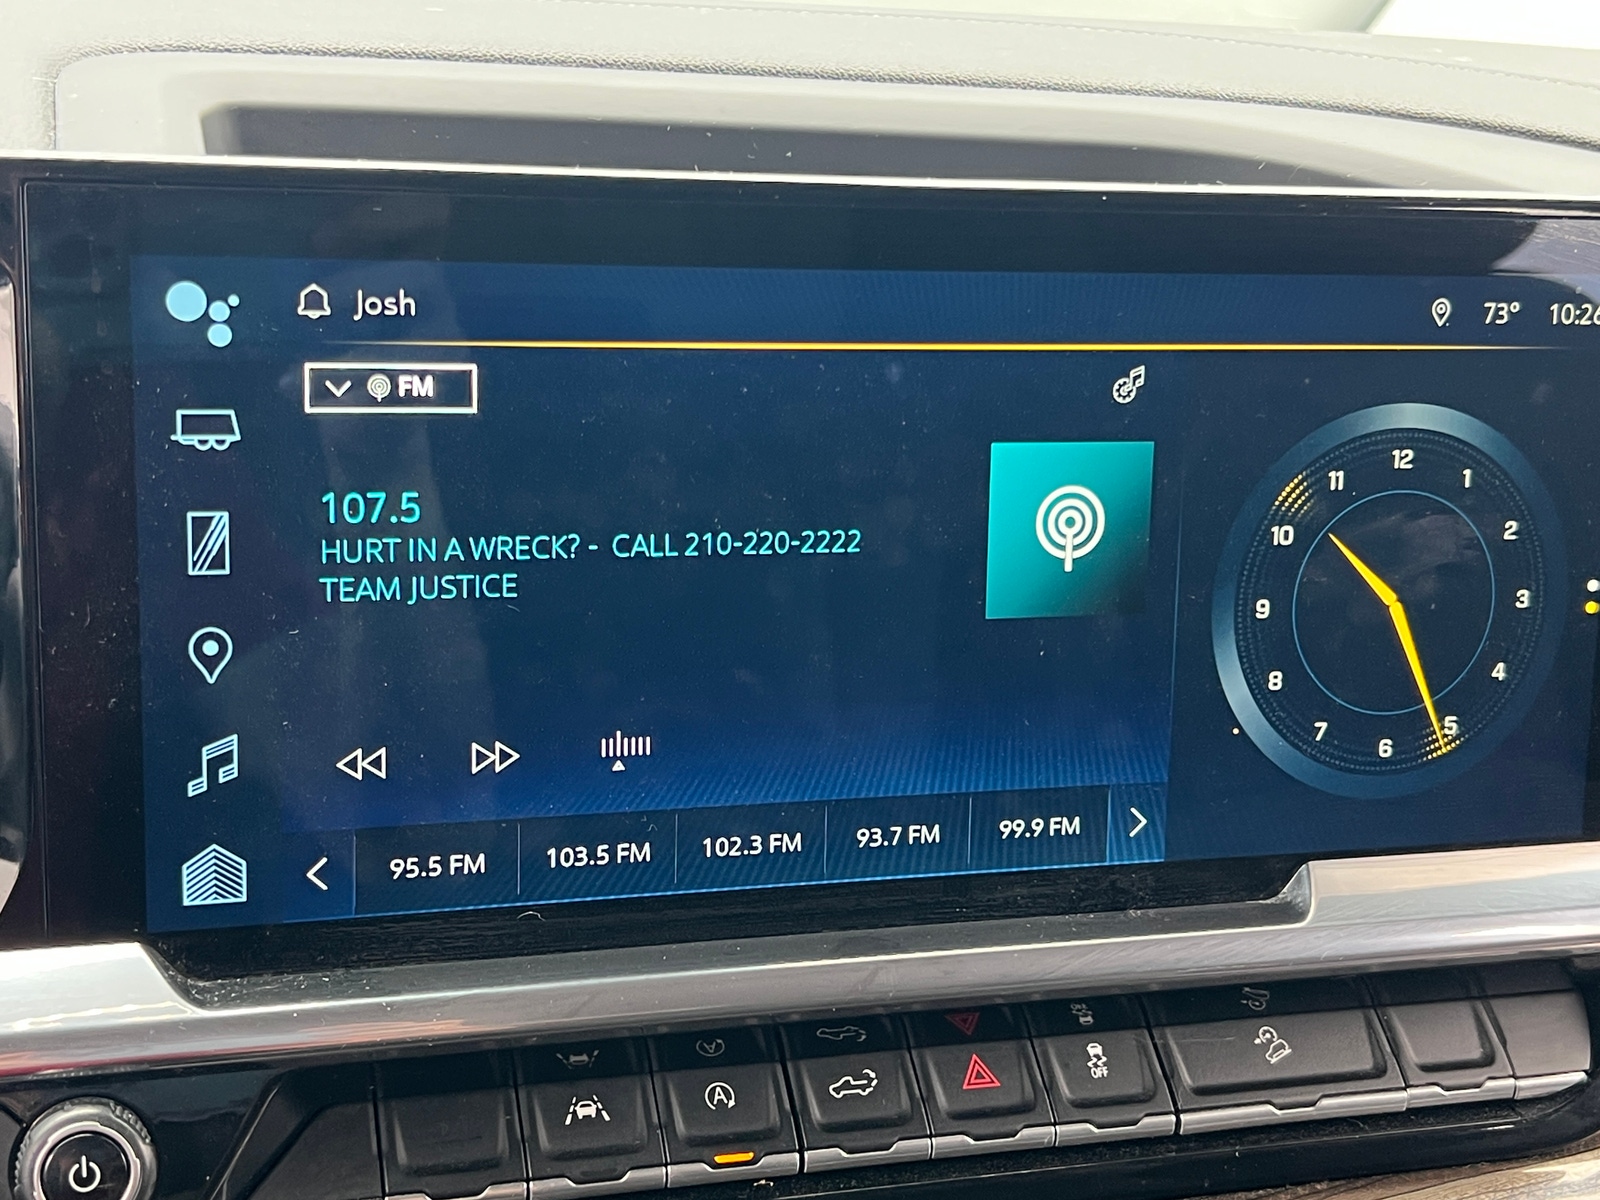 Josh
73°
10:26
FM
107.5
HURT IN A WRECK? - CALL 210-220-2222
TEAM JUSTICE
12
11
1
10
2
9
3
8
4
7
5
6
95.5 FM
103.5 FM
102.3 FM
93.7 FM
99.9 FM
A
OFF